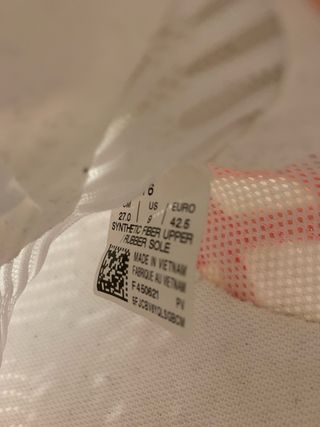 6
CM US EURO
27.0 9 42.5
SYNTHETIC FIBER UPPER
/RUBBER SOLE
MADE IN VIETNAM
FABRIQUE AU VIETNAM
F450621 PV